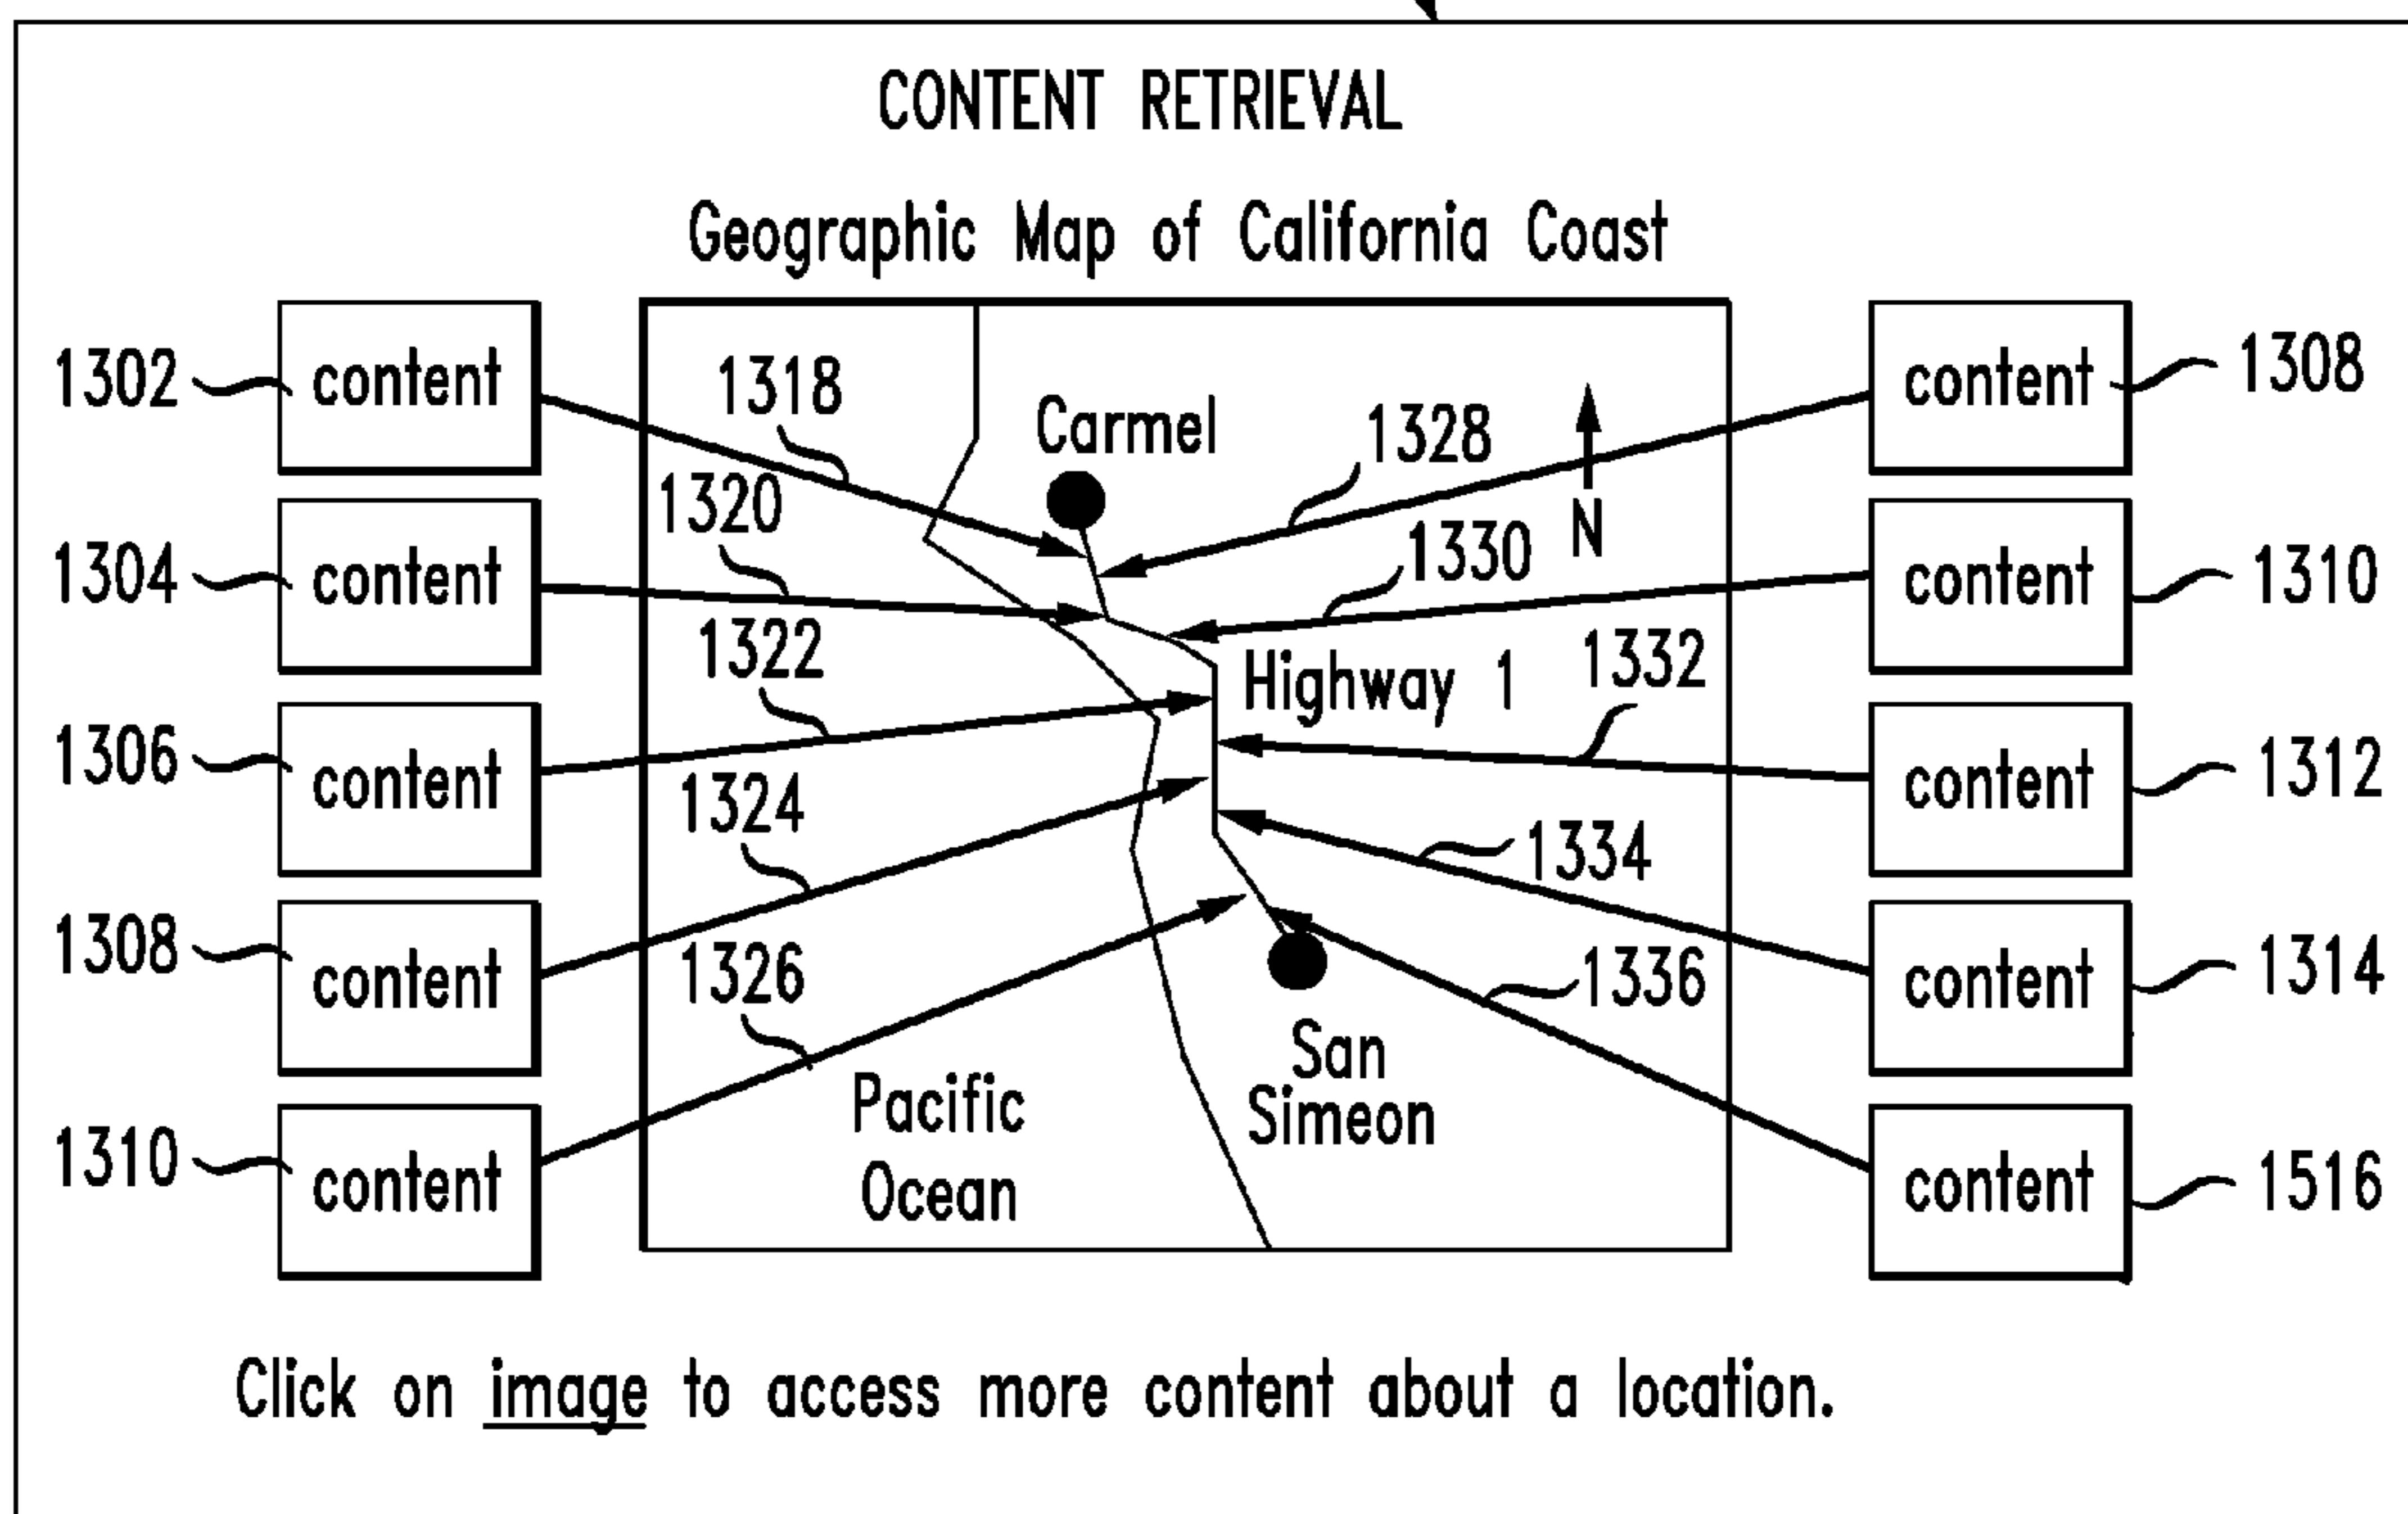 CONTENT RETRIEVAL
Geographic Map of California Coast
1302 content
1304 content
1306 content
1308 content
1310 content
1318
1320
1322
1324
1326
Carmel
1328
N
1330
Highway 1
1332
1334
1336
San
Simeon
Pacific
Ocean
content 1308
content 1310
content 1312
content 1314
content 1516
Click on image to access more content about a location.